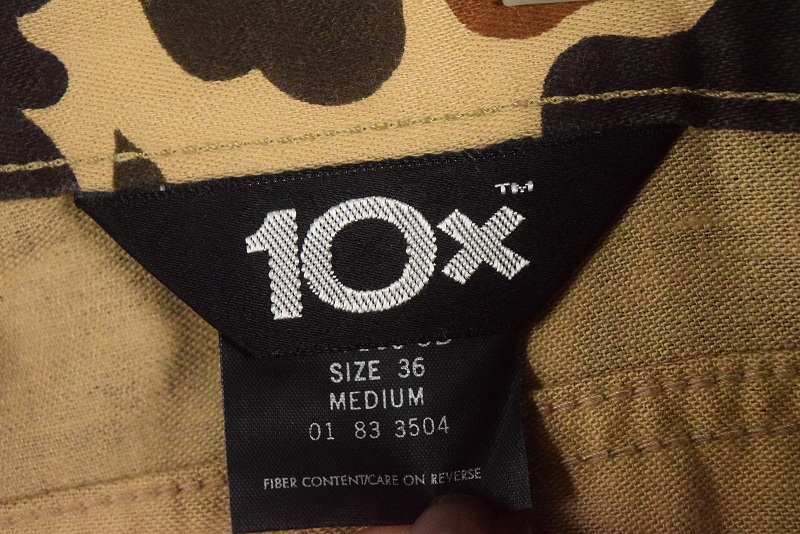 10x™
SIZE 36
MEDIUM
01 83 3504
FIBER CONTENT/CARE ON REVERSE